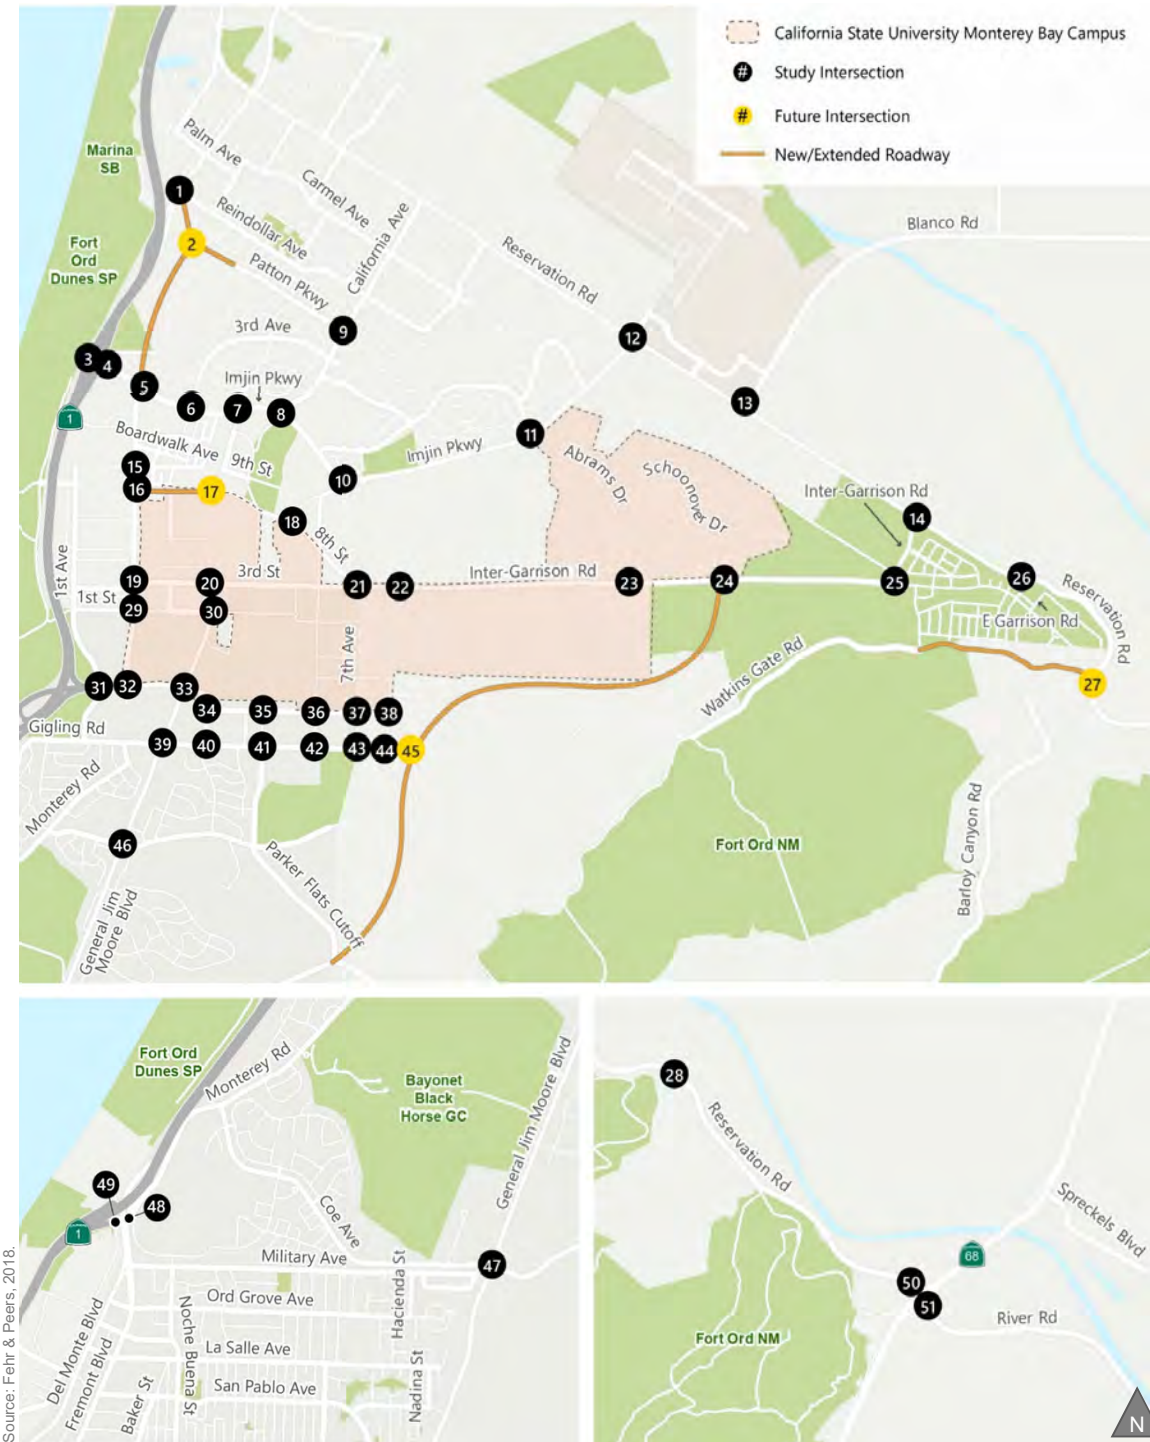 California State University Monterey Bay Campus
# Study Intersection
# Future Intersection
New/Extended Roadway
Marina
SB
Palm Ave
Carmel Ave
California Ave
1
Reindollar Ave
2
Fort
Ord
Dunes SP
Patton Pkwy
Reservation Rd
Blanco Rd
3rd Ave
9
12
3
4
5
Imjin Pkwy
6
7
8
13
1
Boardwalk Ave
9th St
Imjin Pkwy
11
Abrams Dr
Schoonover Dr
15
16
17
10
Inter-Garrison Rd
14
18
8th St
1st Ave
19
20
3rd St
21
22
Inter-Garrison Rd
23
24
25
26
Reservation Rd
1st St
29
30
E Garrison Rd
7th Ave
Watkins Gate Rd
27
31
32
33
34
35
36
37
38
Gigling Rd
39
40
41
42
43
44
45
Monterey Rd
46
Parker Flats Cutoff
Fort Ord NM
Barloy Canyon Rd
General Jim
Moore Blvd
Fort Ord
Dunes SP
Monterey Rd
Bayonet
Black
Horse GC
General Jim Moore Blvd
49
48
1
Coe Ave
Military Ave
47
Hacienda St
Ord Grove Ave
Noche Buena St
Del Monte Blvd
Fremont Blvd
La Salle Ave
Baker St
San Pablo Ave
Nadina St
28
Reservation Rd
Spreckels Blvd
68
50
51
River Rd
Fort Ord NM
N
Source: Fehr & Peers, 2018.